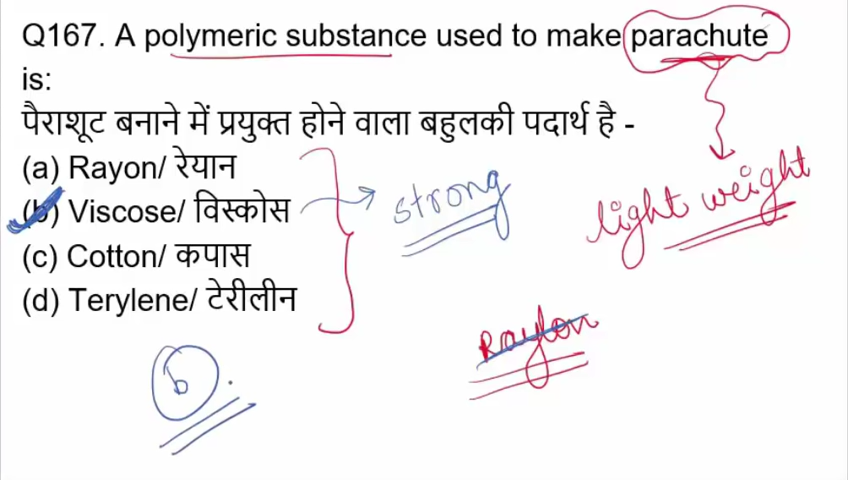 Q167. A polymeric substance used to make parachute
is:
पैराशूट बनाने में प्रयुक्त होने वाला बहुलकी पदार्थ है -
(a) Rayon/ रेयान
(b) Viscose/ विस्कोस
(c) Cotton/ कपास
(d) Terylene/ टेरीलीन
strong
light weight
Raylon
b